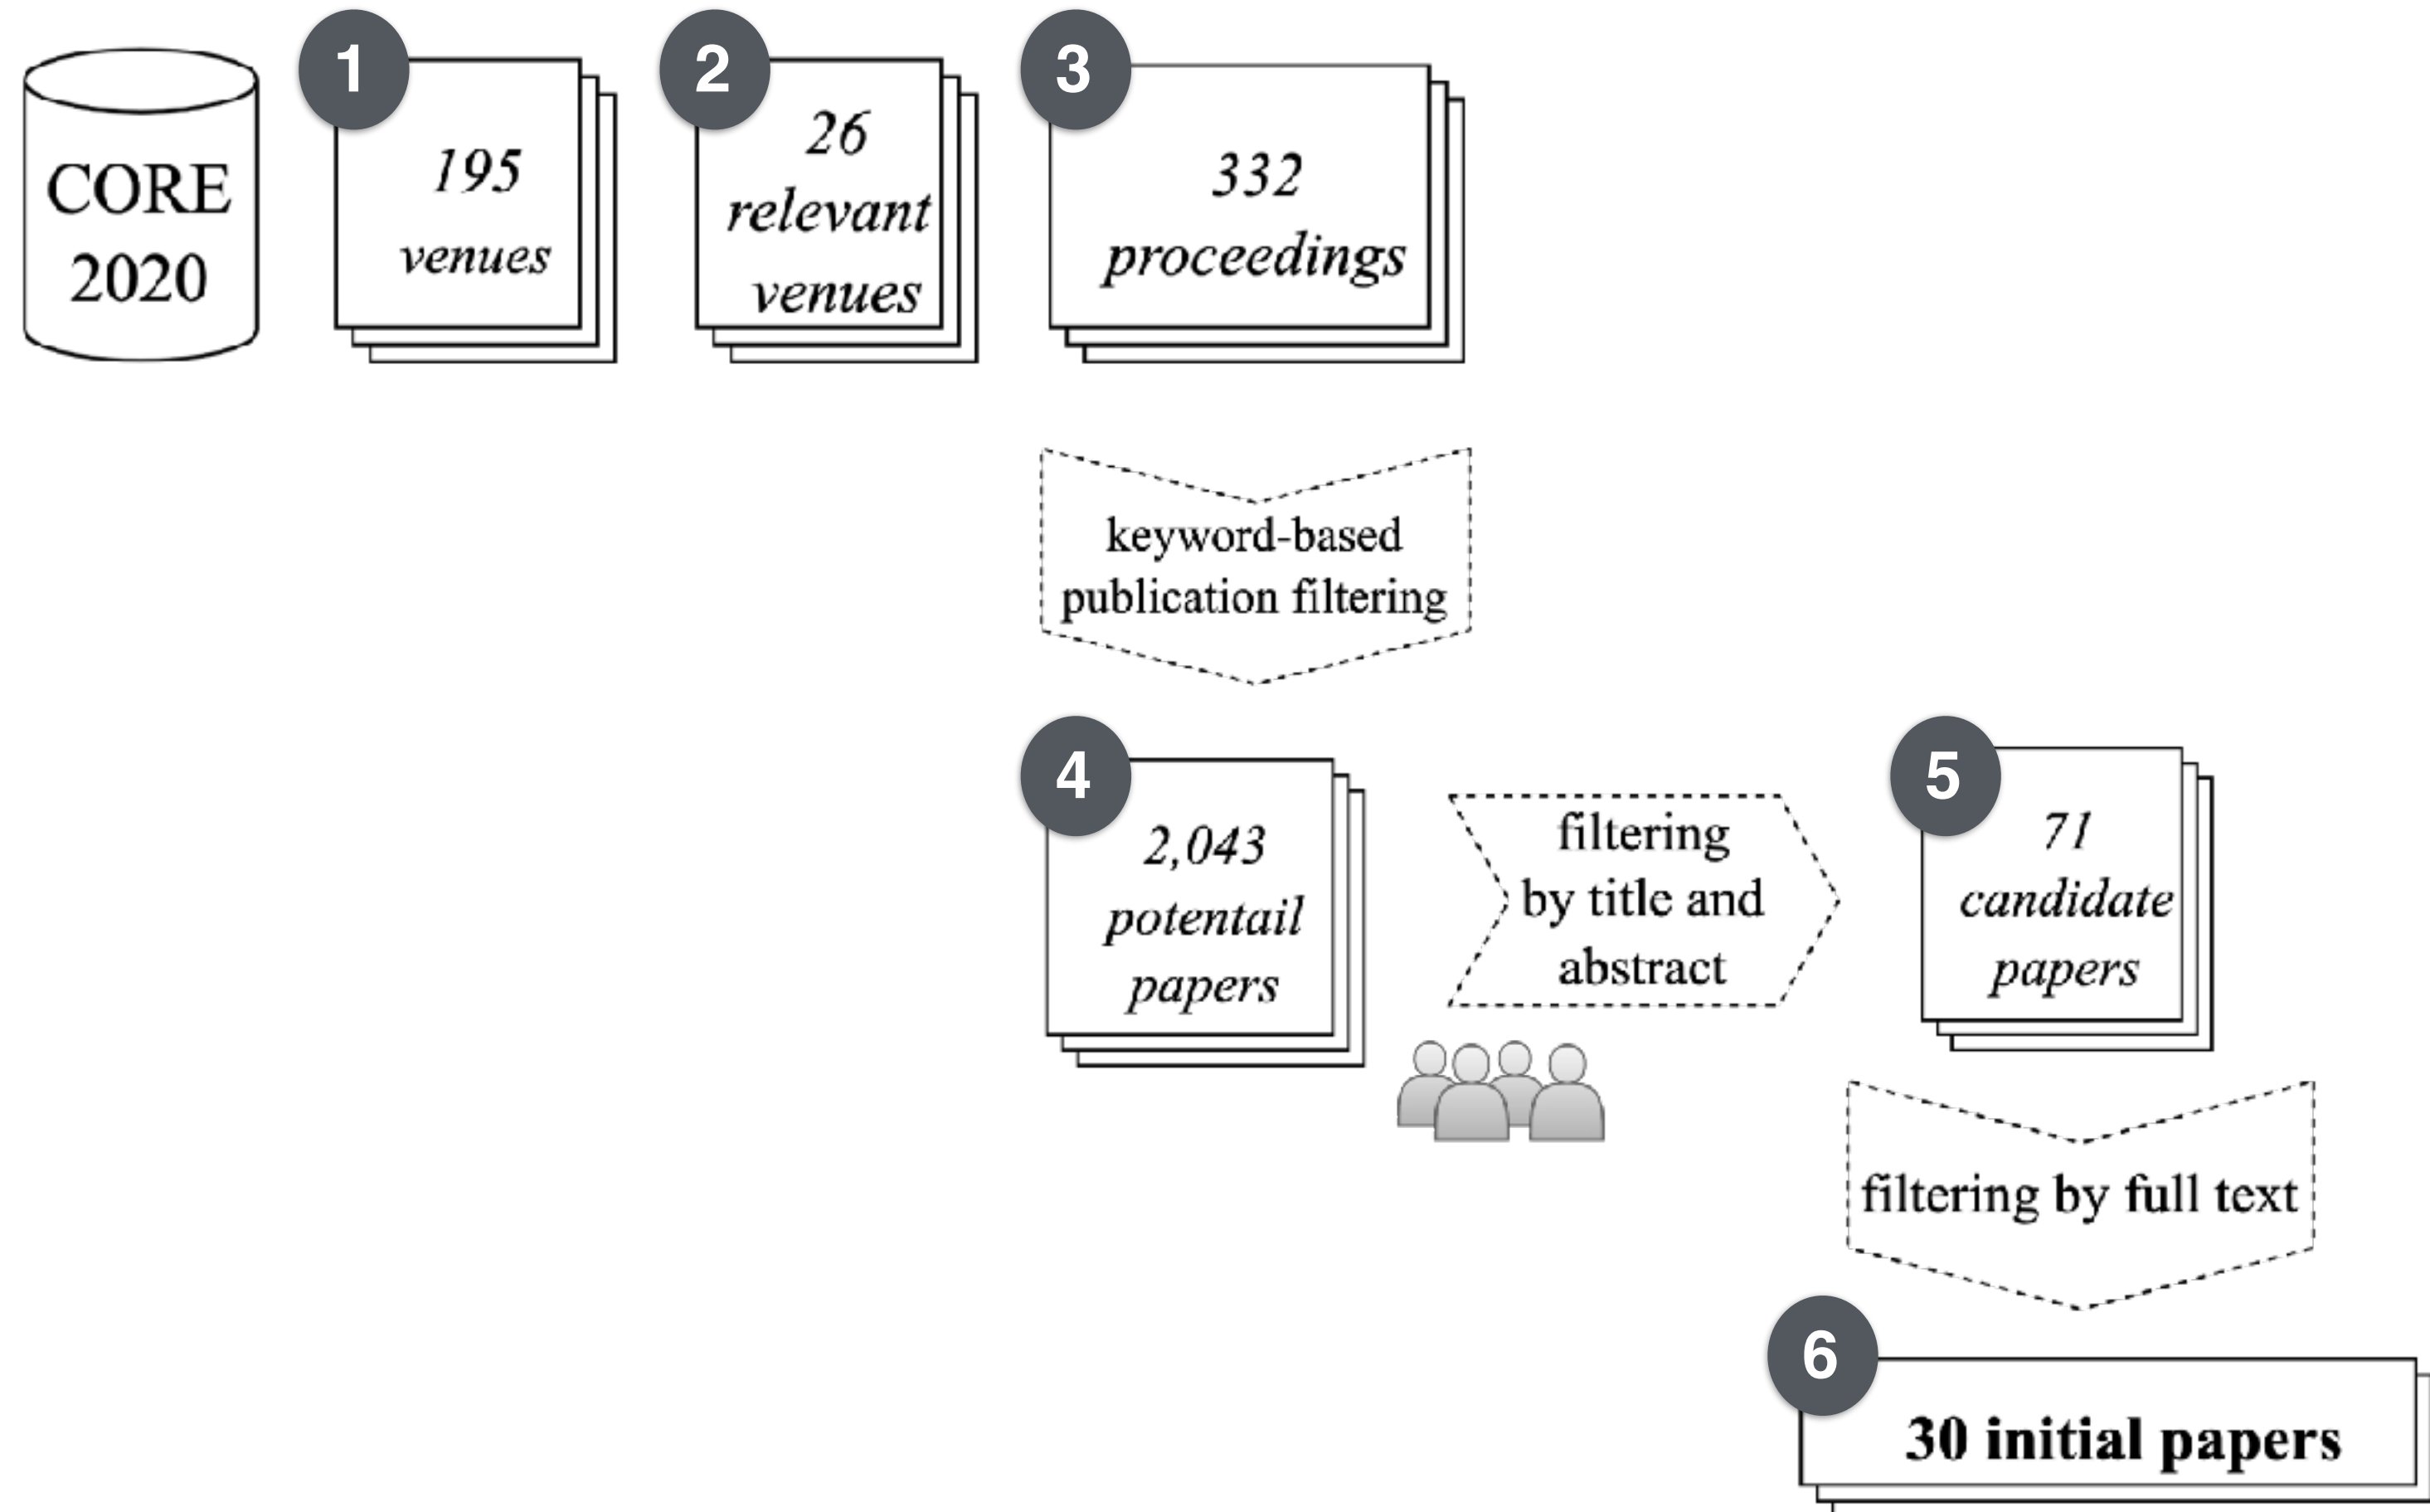 CORE
2020
1
195
venues
2
26
relevant
venues
3
332
proceedings
keyword-based
publication filtering
4
2,043
potentail
papers
filtering
by title and
abstract
5
71
candidate
papers
filtering by full text
6
30 initial papers